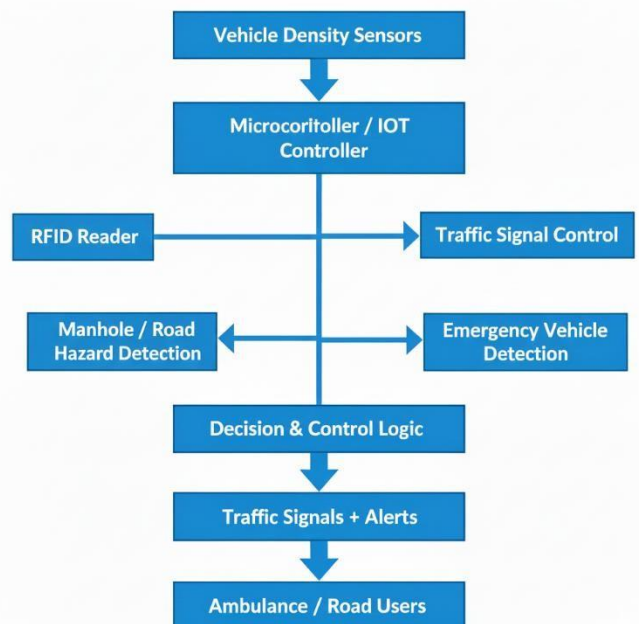 Vehicle Density Sensors
Microcoritoller / IOT
Controller
RFID Reader
Traffic Signal Control
Manhole / Road
Hazard Detection
Emergency Vehicle
Detection
Decision & Control Logic
Traffic Signals + Alerts
Ambulance / Road Users